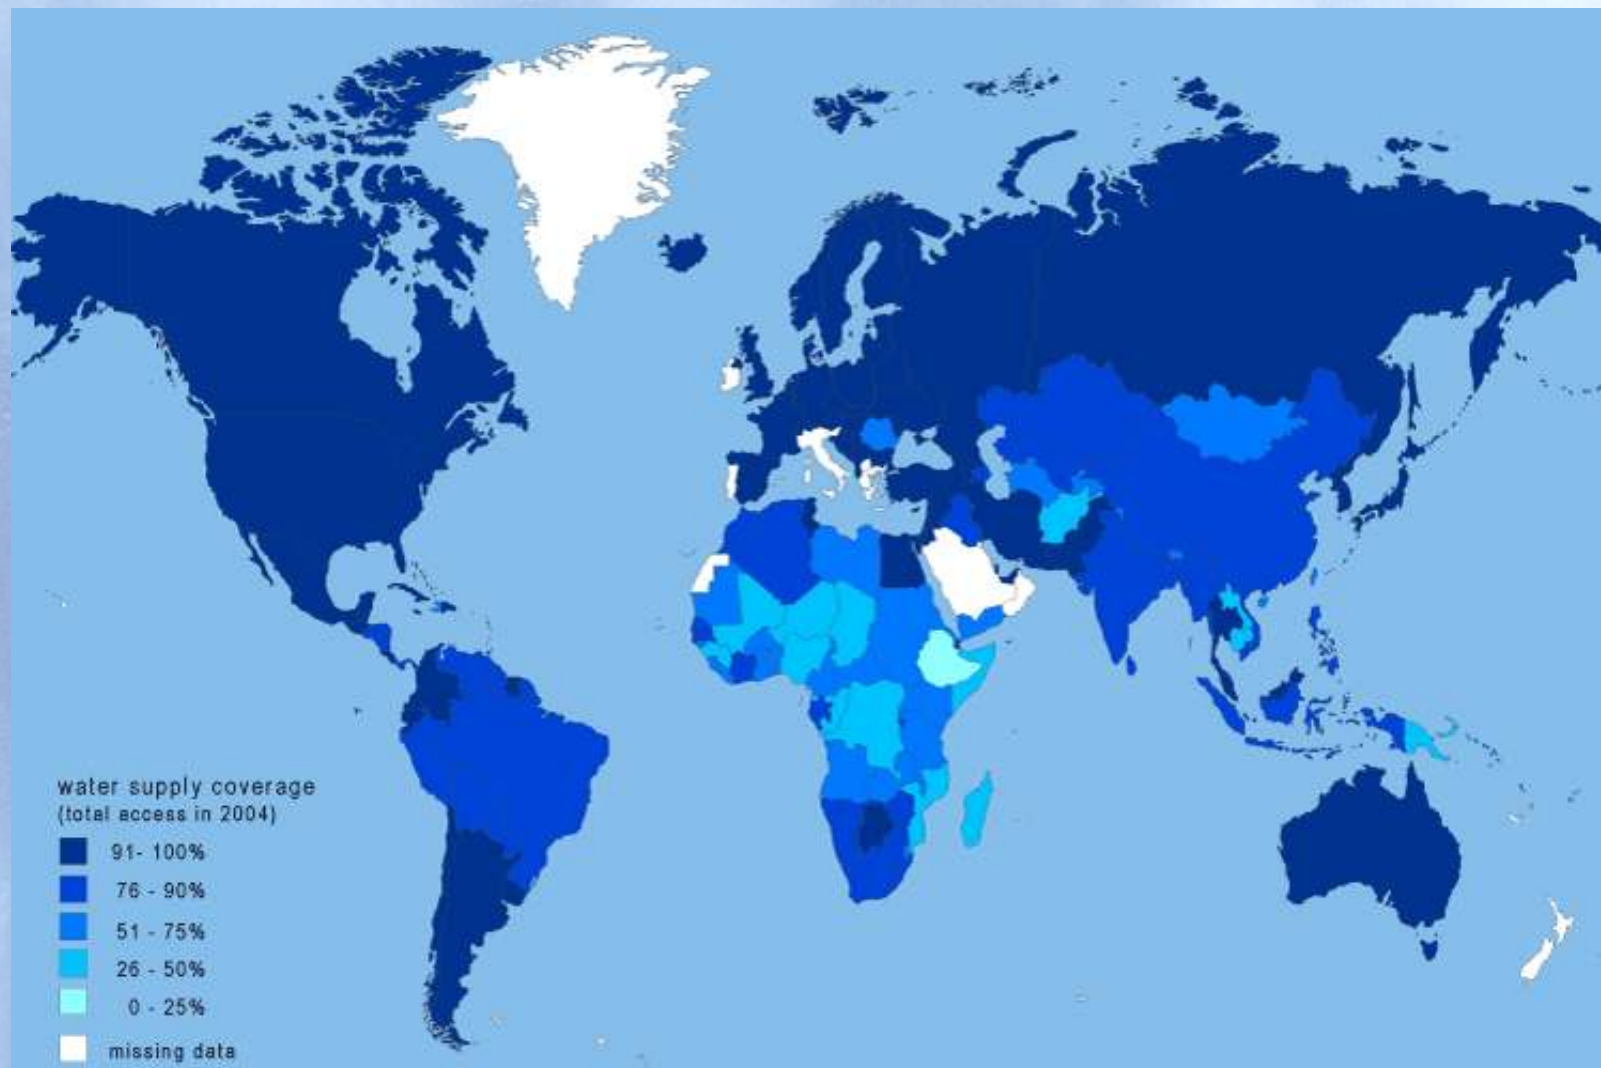 water supply coverage
(total access in 2004)
91- 100%
76 - 90%
51 - 75%
26 - 50%
0 - 25%
missing data